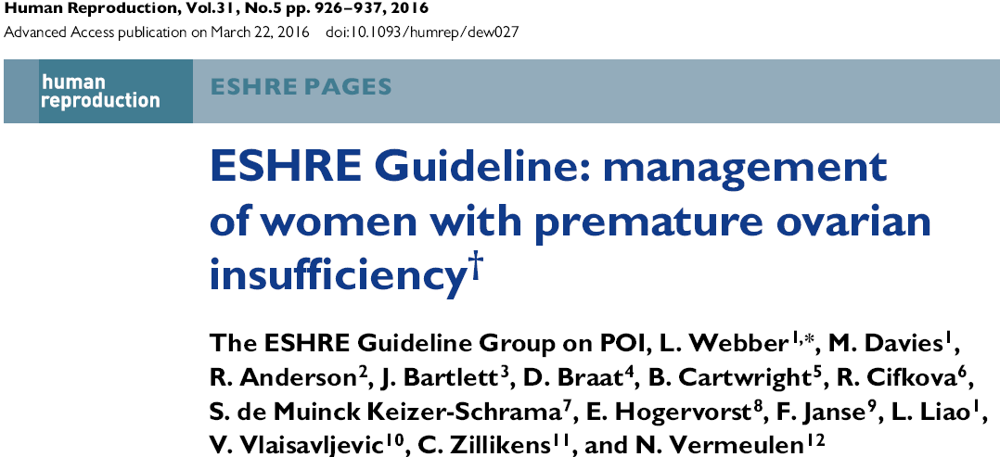 Human Reproduction, Vol.31, No.5 pp. 926–937, 2016
Advanced Access publication on March 22, 2016 doi:10.1093/humrep/dew027
human
reproduction
ESHRE PAGES
ESHRE Guideline: management
of women with premature ovarian
insufficiency†
The ESHRE Guideline Group on POI, L. Webber1,*, M. Davies1,
R. Anderson2, J. Bartlett3, D. Braat4, B. Cartwright5, R. Cifkova6,
S. de Muinck Keizer-Schrama7, E. Hogervorst8, F. Janse9, L. Liao1,
V. Vlaisavljevic10, C. Zillikens11, and N. Vermeulen12